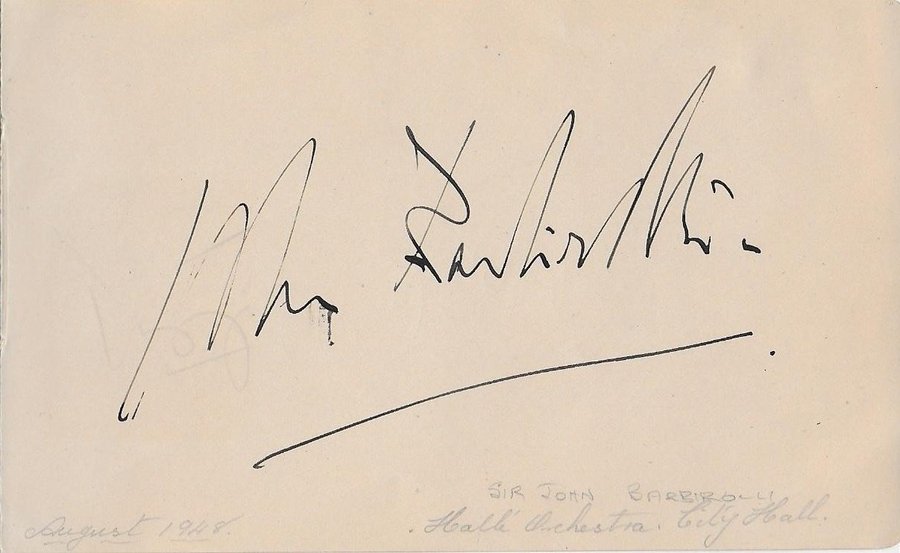 John Barbirolli
SIR JOHN BARBIROLLI
August 1948. Hallé Orchestra. City Hall.